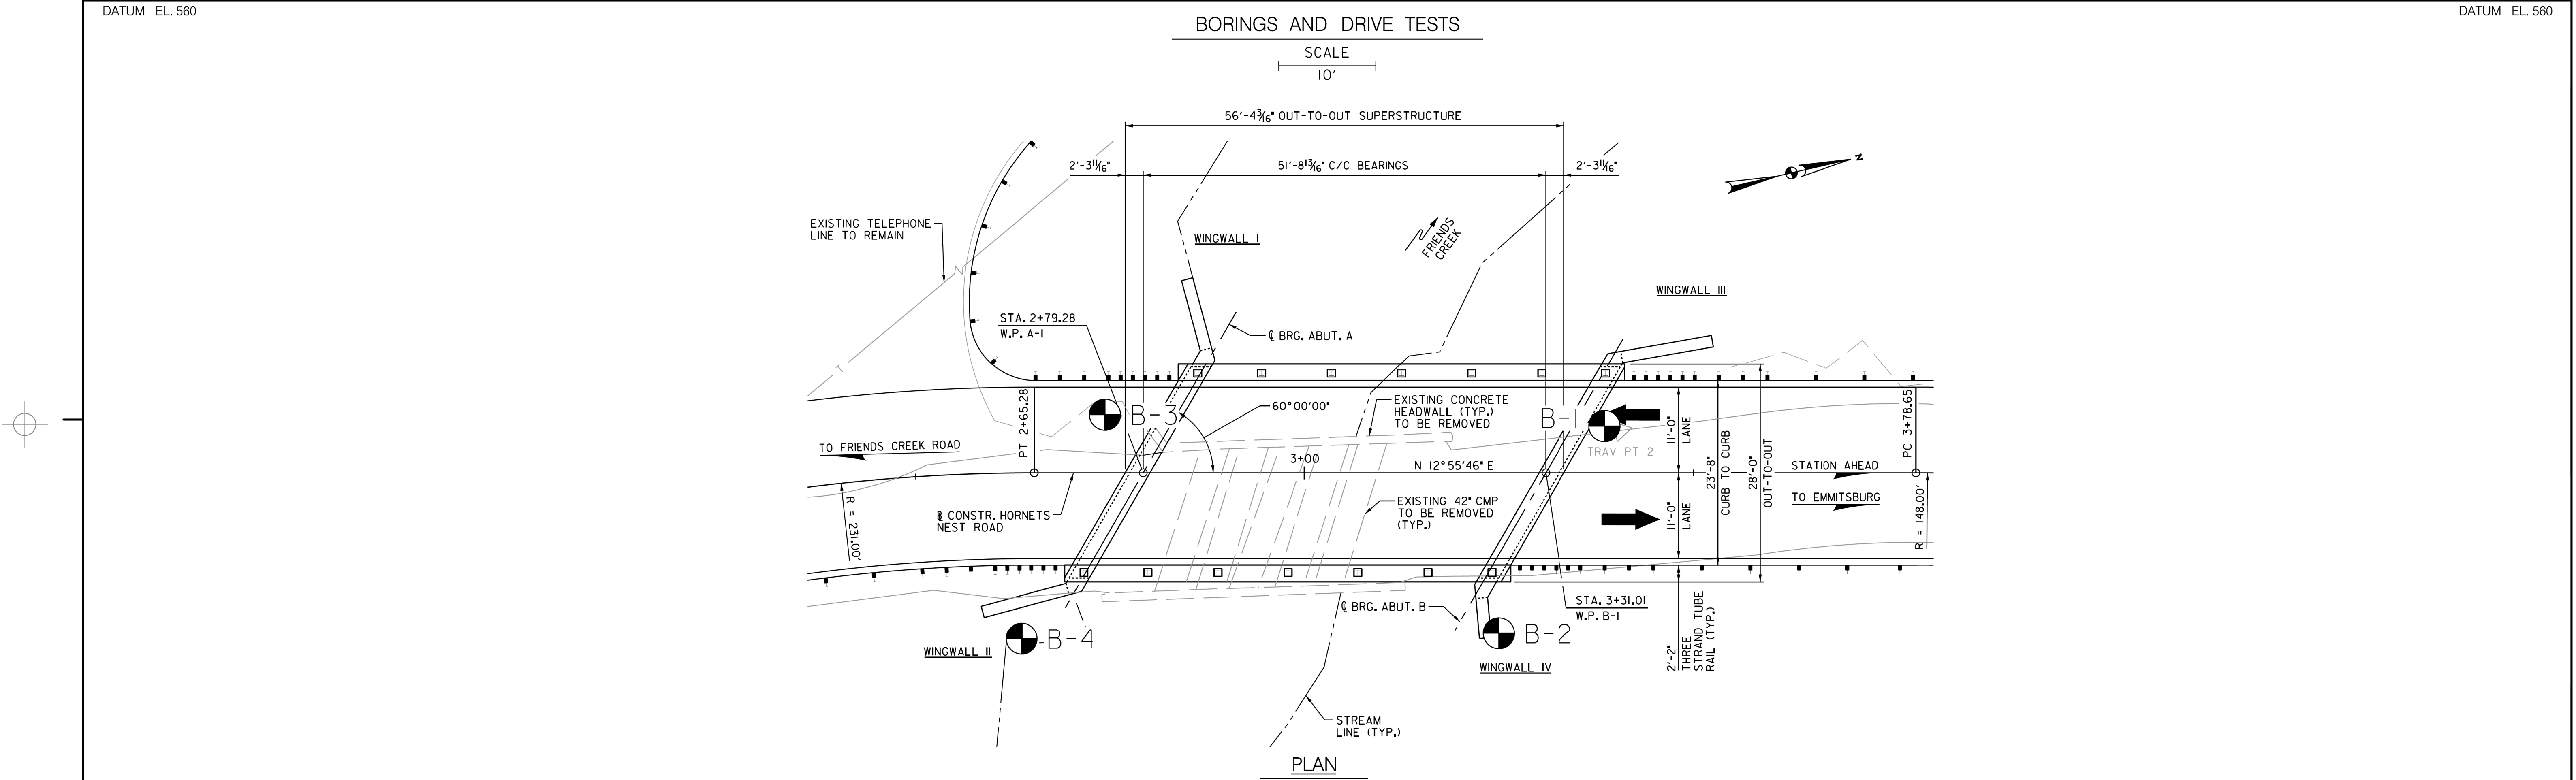 DATUM EL. 560
DATUM EL. 560
BORINGS AND DRIVE TESTS
SCALE
10'
56'-4 3/16" OUT-TO-OUT SUPERSTRUCTURE
2'-3 11/16"
51'-8 13/16" C/C BEARINGS
2'-3 11/16"
N
EXISTING TELEPHONE
LINE TO REMAIN
WINGWALL I
FRIENDS
CREEK
WINGWALL III
STA. 2+79.28
W.P. A-1
℄ BRG. ABUT. A
T
PT 2+65.28
B-3
60°00'00"
EXISTING CONCRETE
HEADWALL (TYP.)
TO BE REMOVED
B-1
TRAV PT 2
11'-0"
LANE
PC 3+78.65
TO FRIENDS CREEK ROAD
3+00
N 12°55'46" E
23'-8"
CURB TO CURB
28'-0"
OUT-TO-OUT
STATION AHEAD
TO EMMITSBURG
R = 231.00'
CONSTR. HORNETS
NEST ROAD
EXISTING 42" CMP
TO BE REMOVED
(TYP.)
11'-0"
LANE
R = 148.00'
℄ BRG. ABUT. B
STA. 3+31.01
W.P. B-1
B-4
B-2
WINGWALL II
WINGWALL IV
2'-2"
THREE
STRAND TUBE
RAIL (TYP.)
STREAM
LINE (TYP.)
PLAN